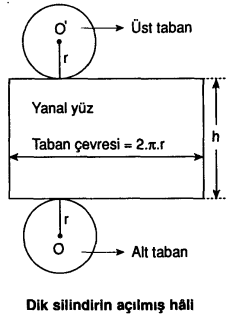 O'
Üst taban
r
Yanal yüz
Taban çevresi = 2.π.r
h
r
O
Alt taban
Dik silindirin açılmış hâli